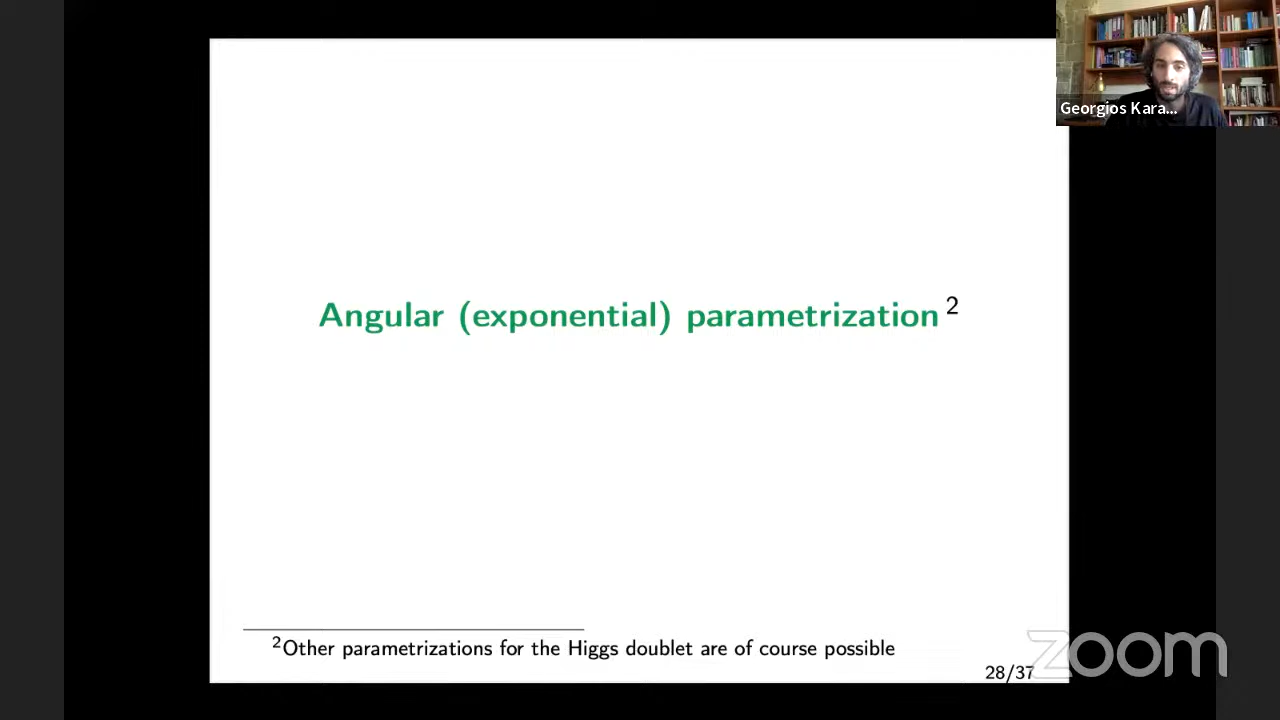 Georgios Kara...
Angular (exponential) parametrization 2
2Other parametrizations for the Higgs doublet are of course possible
28/37
zoom